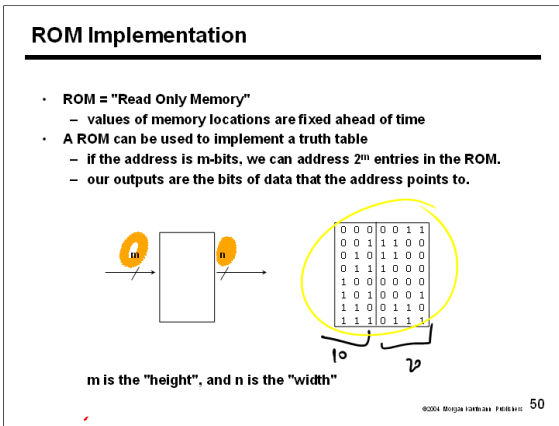 ROM Implementation
• ROM = "Read Only Memory"
– values of memory locations are fixed ahead of time
• A ROM can be used to implement a truth table
– if the address is m-bits, we can address 2ᵐ entries in the ROM.
– our outputs are the bits of data that the address points to.
m n
0 0 0 0 0 1 1
0 0 1 1 1 0 0
0 1 0 1 1 0 0
0 1 1 1 0 0 0
1 0 0 0 0 0 0
1 0 1 0 0 0 1
1 1 0 0 1 1 0
1 1 1 0 1 1 1
10 20
m is the "height", and n is the "width"
©2004 Morgan Kaufmann Publishers 50